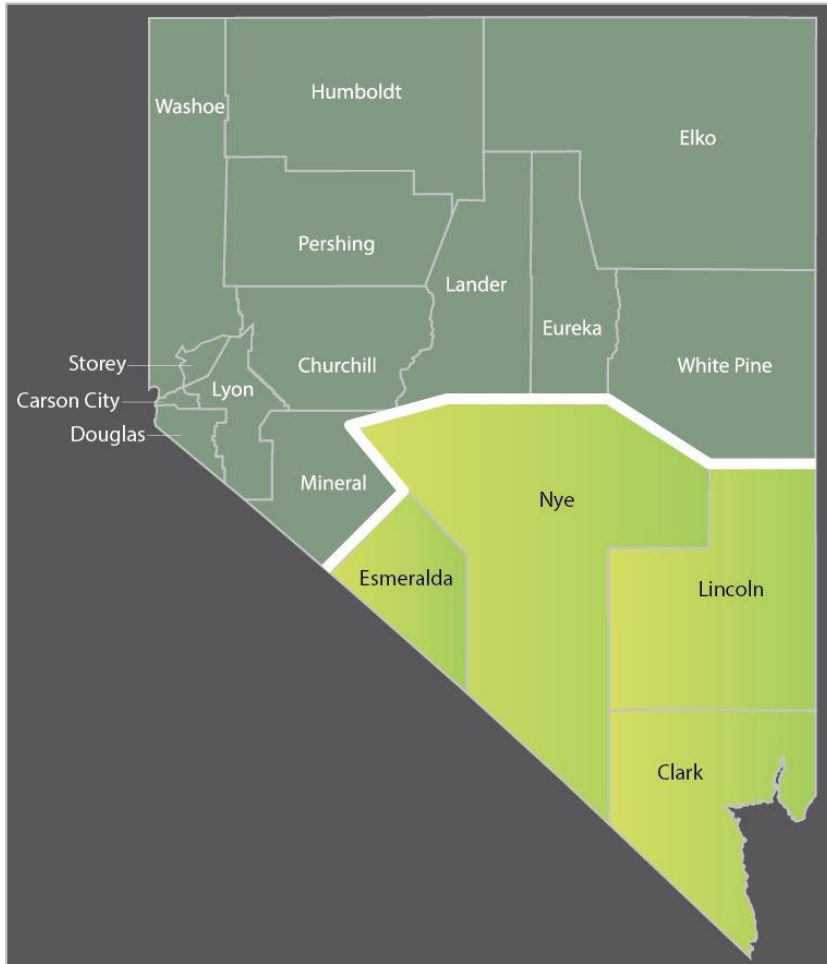 Humboldt
Washoe
Elko
Pershing
Lander
Eureka
Storey
Churchill
White Pine
Lyon
Carson City
Douglas
Mineral
Nye
Esmeralda
Lincoln
Clark